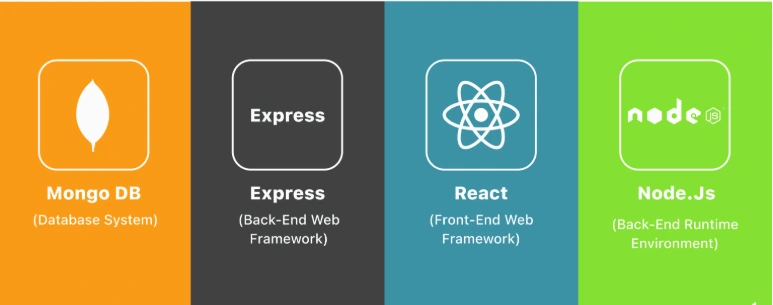 Express
node JS
Mongo DB
(Database System)
Express
(Back-End Web
Framework)
React
(Front-End Web
Framework)
Node.Js
(Back-End Runtime
Environment)